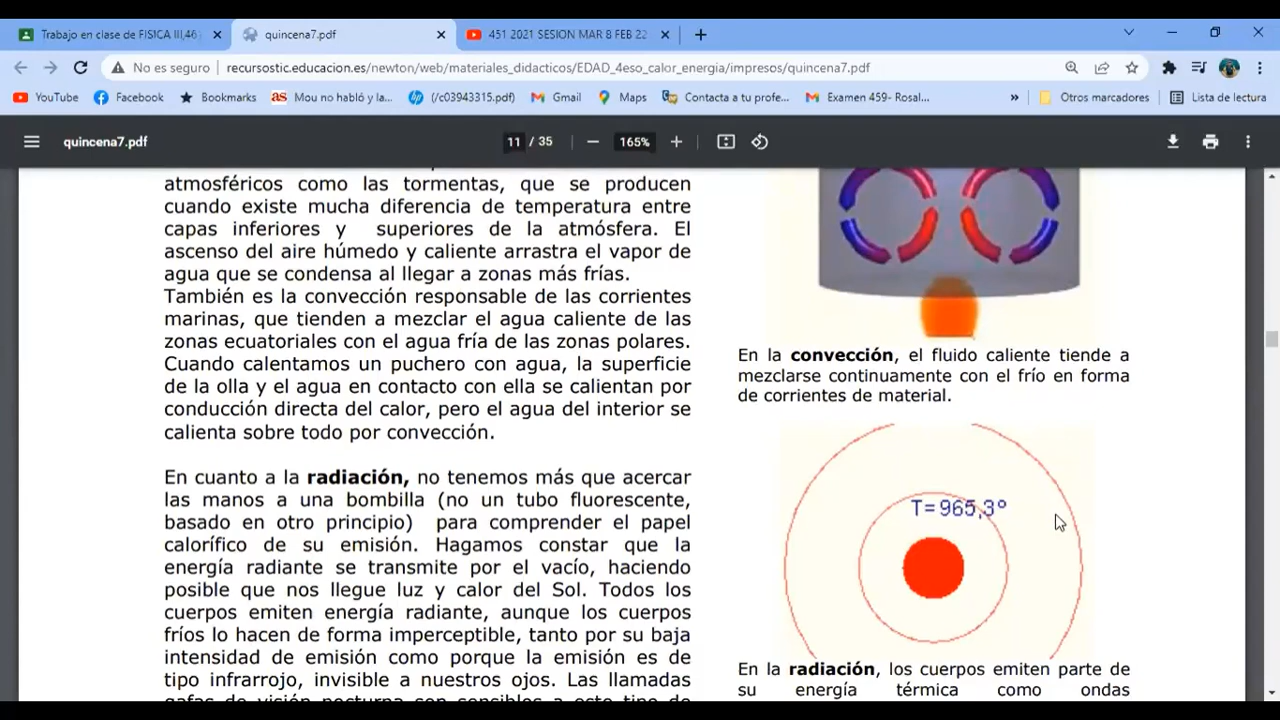 Trabajo en clase de FISICA III,46
quincena7.pdf
451 2021 SESION MAR 8 FEB 22
No es seguro
recursostic.educacion.es/newton/web/materiales_didacticos/EDAD_4eso_calor_energia/impresos/quincena7.pdf
YouTube
Facebook
Bookmarks
as Mou no habló y la...
hp (/c03943315.pdf)
Gmail
Maps
Contacta a tu profe...
Examen 459- Rosal...
»
Otros marcadores
Lista de lectura
quincena7.pdf
11 / 35
165%
atmosféricos como las tormentas, que se producen
cuando existe mucha diferencia de temperatura entre
capas inferiores y superiores de la atmósfera. El
ascenso del aire húmedo y caliente arrastra el vapor de
agua que se condensa al llegar a zonas más frías.
También es la convección responsable de las corrientes
marinas, que tienden a mezclar el agua caliente de las
zonas ecuatoriales con el agua fría de las zonas polares.
Cuando calentamos un puchero con agua, la superficie
de la olla y el agua en contacto con ella se calientan por
conducción directa del calor, pero el agua del interior se
calienta sobre todo por convección.
En cuanto a la radiación, no tenemos más que acercar
las manos a una bombilla (no un tubo fluorescente,
basado en otro principio) para comprender el papel
calorífico de su emisión. Hagamos constar que la
energía radiante se transmite por el vacío, haciendo
posible que nos llegue luz y calor del Sol. Todos los
cuerpos emiten energía radiante, aunque los cuerpos
fríos lo hacen de forma imperceptible, tanto por su baja
intensidad de emisión como porque la emisión es de
tipo infrarrojo, invisible a nuestros ojos. Las llamadas
gafas de visión nocturna son sensibles a este tipo de
En la convección, el fluido caliente tiende a
mezclarse continuamente con el frío en forma
de corrientes de material.
T=965,3º
En la radiación, los cuerpos emiten parte de
su energía térmica como ondas